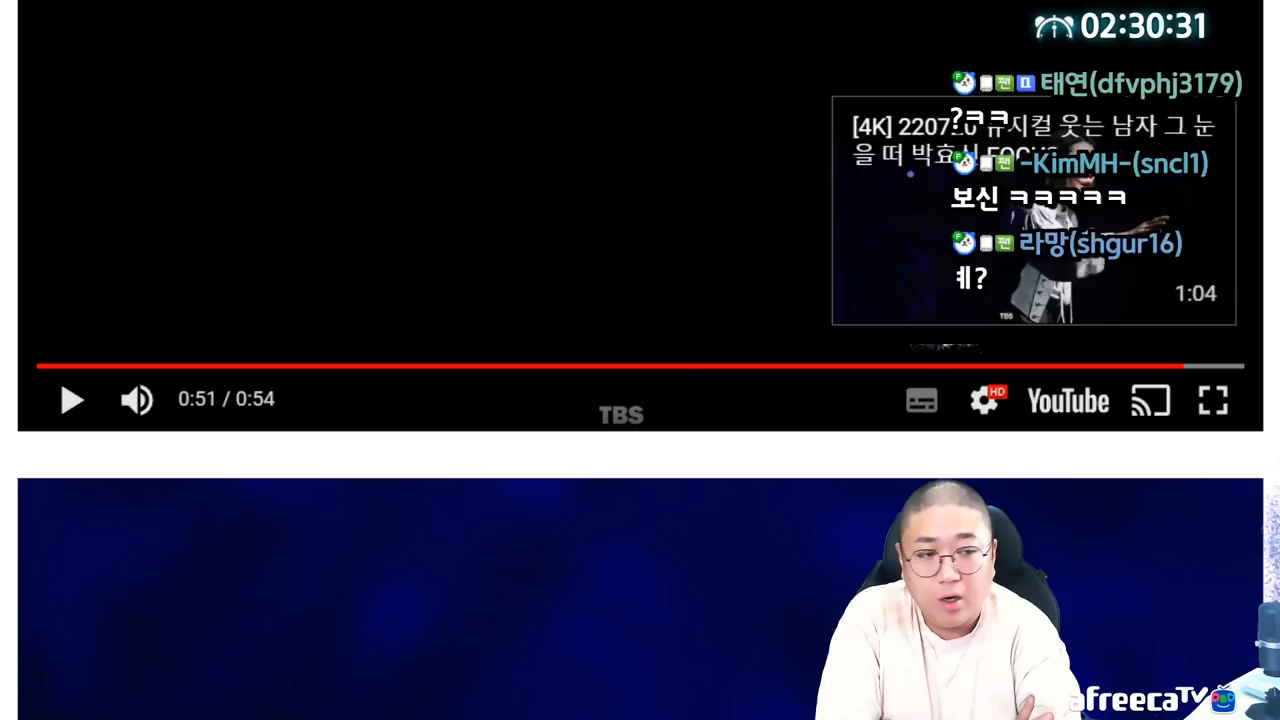 02:30:31
태연(dfvphj3179)
?ㅋㅋ
[4K] 220720 뮤지컬 웃는 남자 그 눈
을 떠 박효신 FOCUS
-KimMH-(sncl1)
보신 ㅋㅋㅋㅋㅋ
라망(shgur16)
꿰?
1:04
TBS
0:51 / 0:54
HD
YouTube
TBS
afreecaTV